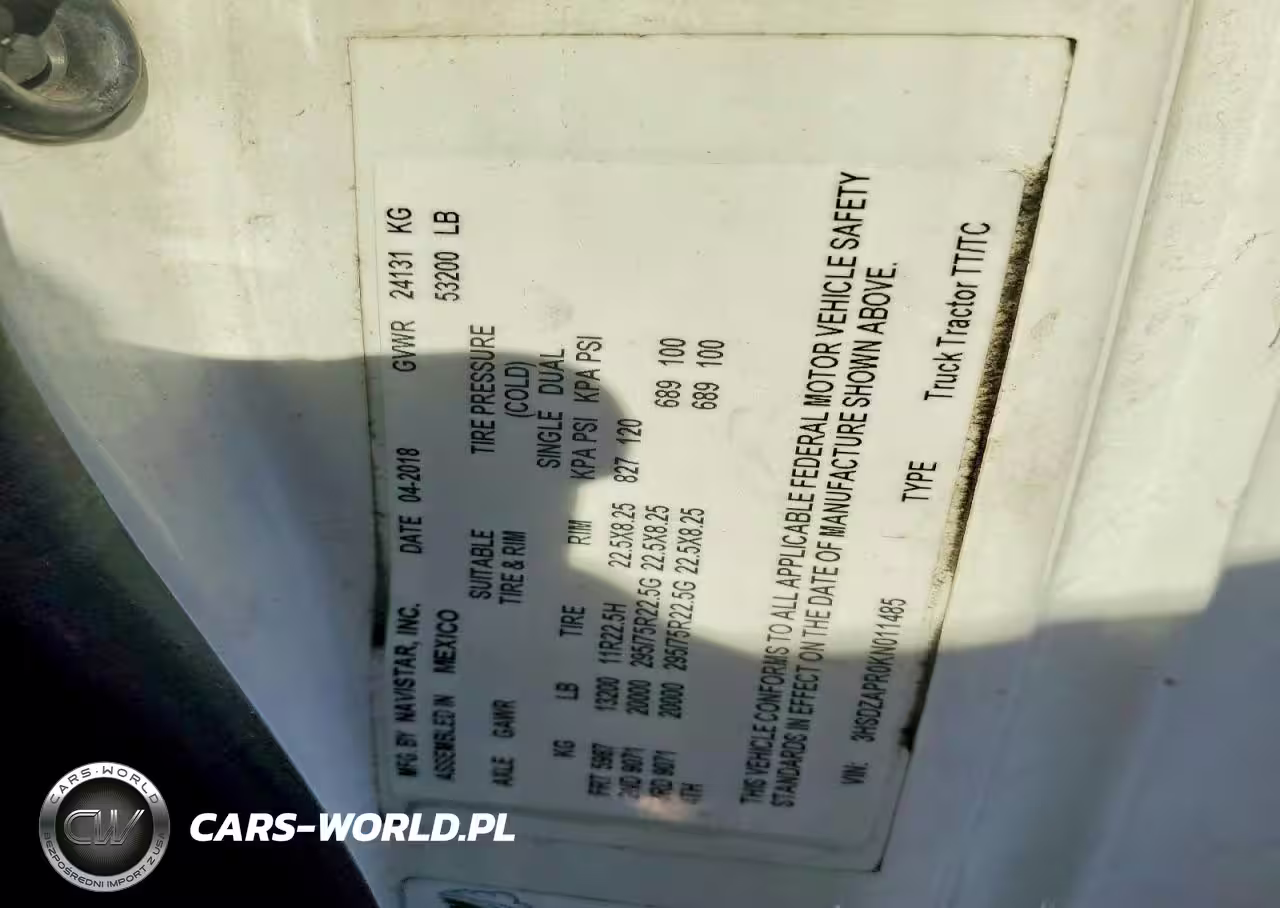 MFG BY NAVISTAR, INC. DATE 04-2018 GVWR 24131 KG
ASSEMBLED IN MEXICO 53200 LB
SUITABLE TIRE PRESSURE
AXLE GAWR TIRE & RIM (COLD)
SINGLE DUAL
KG LB TIRE RIM KPA PSI KPA PSI
FRT 5987 13200 11R22.5H 22.5X8.25 827 120
2ND 9071 20000 295/75R22.5G 22.5X8.25 689 100
RD 9071 20000 295/75R22.5G 22.5X8.25 689 100
4TH
THIS VEHICLE CONFORMS TO ALL APPLICABLE FEDERAL MOTOR VEHICLE SAFETY
STANDARDS IN EFFECT ON THE DATE OF MANUFACTURE SHOWN ABOVE.
VIN: 3HSDZAPR0KN011485 TYPE Truck Tractor TT/TC
CARS-WORLD
CW
BEZPOŚREDNI IMPORT Z USA
CARS-WORLD.PL